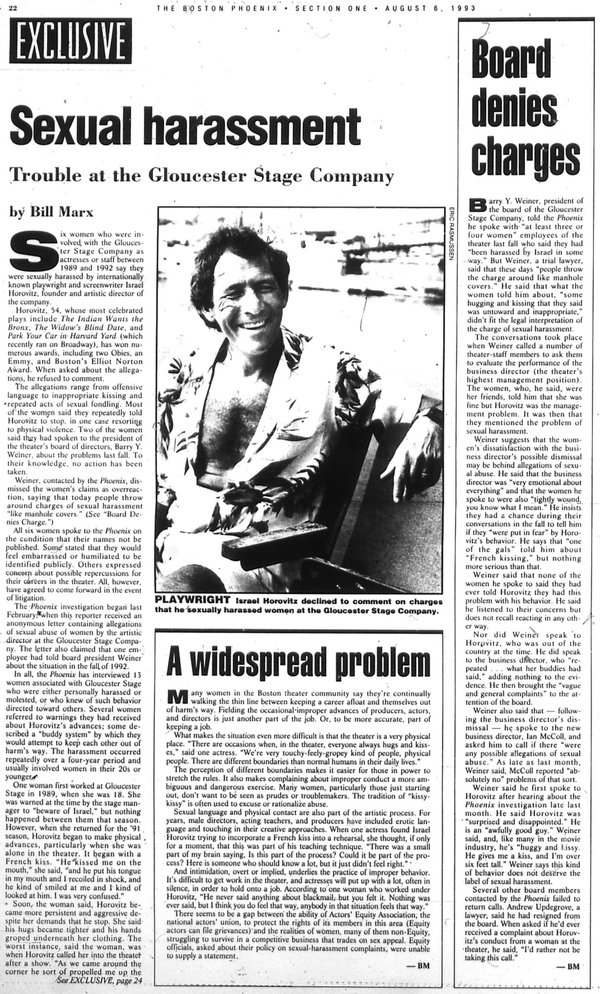 22
THE BOSTON PHOENIX • SECTION ONE • AUGUST 6, 1993
EXCLUSIVE
Sexual harassment
Trouble at the Gloucester Stage Company
by Bill Marx
Six women who were in-
volved with the Glouces-
ter Stage Company as
actresses or staff between
1989 and 1992 say they
were sexually harassed by internationally
known playwright and screenwriter Israel
Horovitz, founder and artistic director of
the company.
Horovitz, 54, whose most celebrated
plays include The Indian Wants the
Bronx, The Widow's Blind Date, and
Park Your Car in Harvard Yard (which
recently ran on Broadway), has won nu-
merous awards, including two Obies, an
Emmy, and Boston's Elliot Norton
Award. When asked about the allega-
tions, he refused to comment.
The allegations range from offensive
language to inappropriate kissing and
repeated acts of sexual fondling. Most
of the women said they repeatedly told
Horovitz to stop, in one case resorting
to physical violence. Two of the women
said they had spoken to the president of
the theater's board of directors, Barry Y.
Weiner, about the problems last fall. To
their knowledge, no action has been
taken.
Weiner, contacted by the Phoenix, dis-
missed the women's claims as overreac-
tion, saying that today people throw
around charges of sexual harassment
"like manhole covers." (See "Board De-
nies Charge.")
All six women spoke to the Phoenix on
the condition that their names not be
published. Some stated that they would
feel embarrassed or humiliated to be
identified publicly. Others expressed
concern about possible repercussions for
their careers in the theater. All, however,
have agreed to come forward in the event
of litigation.
The Phoenix investigation began last
February, when this reporter received an
anonymous letter containing allegations
of sexual abuse of women by the artistic
director at the Gloucester Stage Compa-
ny. The letter also claimed that one em-
ployee had told board president Weiner
about the situation in the fall of 1992.
In all, the Phoenix has interviewed 13
women associated with Gloucester Stage
who were either personally harassed or
molested, or who knew of such behavior
directed toward others. Several women
referred to warnings they had received
about Horovitz's advances; some de-
scribed a "buddy system" by which they
would attempt to keep each other out of
harm's way. The harassment occurred
repeatedly over a four-year period and
usually involved women in their 20s or
younger.
One woman first worked at Gloucester
Stage in 1989, when she was 18. She
was warned at the time by the stage man-
ager to "beware of Israel," but nothing
happened between them that season.
However, when she returned for the '91
season, Horovitz began to make physical
advances, particularly when she was
alone in the theater. It began with a
French kiss. "He kissed me on the
mouth," she said, "and he put his tongue
in my mouth and I recoiled in shock, and
he kind of smiled at me and I kind of
looked at him. I was very confused."
Soon, the woman said, Horovitz be-
came more persistent and aggressive de-
spite her demands that he stop. She said
his hugs became tighter and his hands
groped underneath her clothing. The
worst instance, said the woman, was
when Horovitz called her into the theater
after a show. "As we came around the
corner he sort of propelled me up the
See EXCLUSIVE, page 24
ERIC RASMUSSEN
PLAYWRIGHT Israel Horovitz declined to comment on charges
that he sexually harassed women at the Gloucester Stage Company.
A widespread problem
Many women in the Boston theater community say they're continually
walking the thin line between keeping a career afloat and themselves out
of harm's way. Fielding the occasional improper advances of producers, actors,
and directors is just another part of the job. Or, to be more accurate, part of
keeping a job.
What makes the situation even more difficult is that the theater is a very physical
place. "There are occasions when, in the theater, everyone always hugs and kiss-
es," said one actress. "We're very touchy-feely-gropey kind of people, physical
people. There are different boundaries than normal humans in their daily lives."
The perception of different boundaries makes it easier for those in power to
stretch the rules. It also makes complaining about improper conduct a more am-
biguous and dangerous exercise. Many women, particularly those just starting
out, don't want to be seen as prudes or troublemakers. The tradition of "kissy-
kissy" is often used to excuse or rationalize abuse.
Sexual language and physical contact are also part of the artistic process. For
years, male directors, acting teachers, and producers have included erotic lan-
guage and touching in their creative approaches. When one actress found Israel
Horovitz trying to incorporate a French kiss into a rehearsal, she thought, if only
for a moment, that this was part of his teaching technique. "There was a small
part of my brain saying, Is this part of the process? Could it be part of the pro-
cess? Here is someone who should know a lot, but it just didn't feel right."
And intimidation, overt or implied, underlies the practice of improper behavior.
It's difficult to get work in the theater, and actresses will put up with a lot, often in
silence, in order to hold onto a job. According to one woman who worked under
Horovitz, "He never said anything about blackmail, but you felt it. Nothing was
ever said, but I think you do feel that way, anybody in that situation feels that way."
There seems to be a gap between the ability of Actors' Equity Association, the
national actors' union, to protect the rights of its members in this area (Equity
actors can file grievances) and the realities of women, many of them non-Equity,
struggling to survive in a competitive business that trades on sex appeal. Equity
officials, asked about their policy on sexual-harassment complaints, were unable
to supply a statement.
— BM
Board
denies
charges
Barry Y. Weiner, president of
the board of the Gloucester
Stage Company, told the Phoenix
he spoke with "at least three or
four women" employees of the
theater last fall who said they had
"been harassed by Israel in some
way." But Weiner, a trial lawyer,
said that these days "people throw
the charge around like manhole
covers." He said that what the
women told him about, "some
hugging and kissing that they said
was untoward and inappropriate,"
didn't fit the legal interpretation of
the charge of sexual harassment.
The conversations took place
when Weiner called a number of
theater-staff members to ask them
to evaluate the performance of the
business director (the theater's
highest management position).
The women, who, he said, were
her friends, told him that she was
fine but Horovitz was the manage-
ment problem. It was then that
they mentioned the problem of
sexual harassment.
Weiner suggests that the wom-
en's dissatisfaction with the busi-
ness director's possible dismissal
may be behind allegations of sexu-
al abuse. He said that the business
director was "very emotional about
everything" and that the women he
spoke to were also "tightly wound,
you know what I mean." He insists
they had a chance during their
conversations in the fall to tell him
if they "were put in fear" by Horo-
vitz's behavior. He says that "one
of the gals" told him about
"French kissing," but nothing
more serious than that.
Weiner said that none of the
women he spoke to said they had
ever told Horovitz they had this
problem with his behavior. He said
he listened to their concerns but
does not recall reacting in any oth-
er way.
Nor did Weiner speak to
Horovitz, who was out of the
country at the time. He did speak
to the business director, who "re-
peated . . . what her buddies had
said," adding nothing to the evi-
dence. He then brought the "vague
and general complaints" to the at-
tention of the board.
Weiner also said that — follow-
ing the business director's dis-
missal — he spoke to the new
business director, Ian McColl, and
asked him to call if there "were
any possible allegations of sexual
abuse." As late as last month,
Weiner said, McColl reported "ab-
solutely no" problems of that sort.
Weiner said he first spoke to
Horovitz after hearing about the
Phoenix investigation late last
month. He said Horovitz was
"surprised and disappointed." He
is an "awfully good guy," Weiner
said, and, like many in the movie
industry, he's "huggy and kissy.
He gives me a kiss, and I'm over
six feet tall." Weiner says this kind
of behavior does not deserve the
label of sexual harassment.
Several other board members
contacted by the Phoenix failed to
return calls. Andrew Updegrove, a
lawyer, said he had resigned from
the board. When asked if he'd ever
received a complaint about Horo-
vitz's conduct from a woman at the
theater, he said, "I'd rather not be
taking this call."
— BM